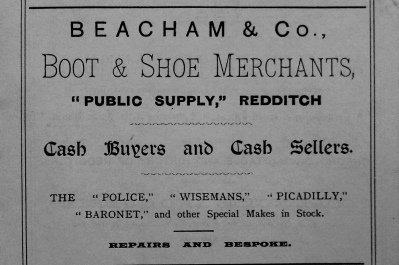 BEACHAM & Co.,
BOOT & SHOE MERCHANTS,
"PUBLIC SUPPLY," REDDITCH
Cash Buyers and Cash Sellers.
THE "POLICE," "WISEMANS," "PICADILLY,"
"BARONET," and other Special Makes in Stock.
REPAIRS AND BESPOKE.